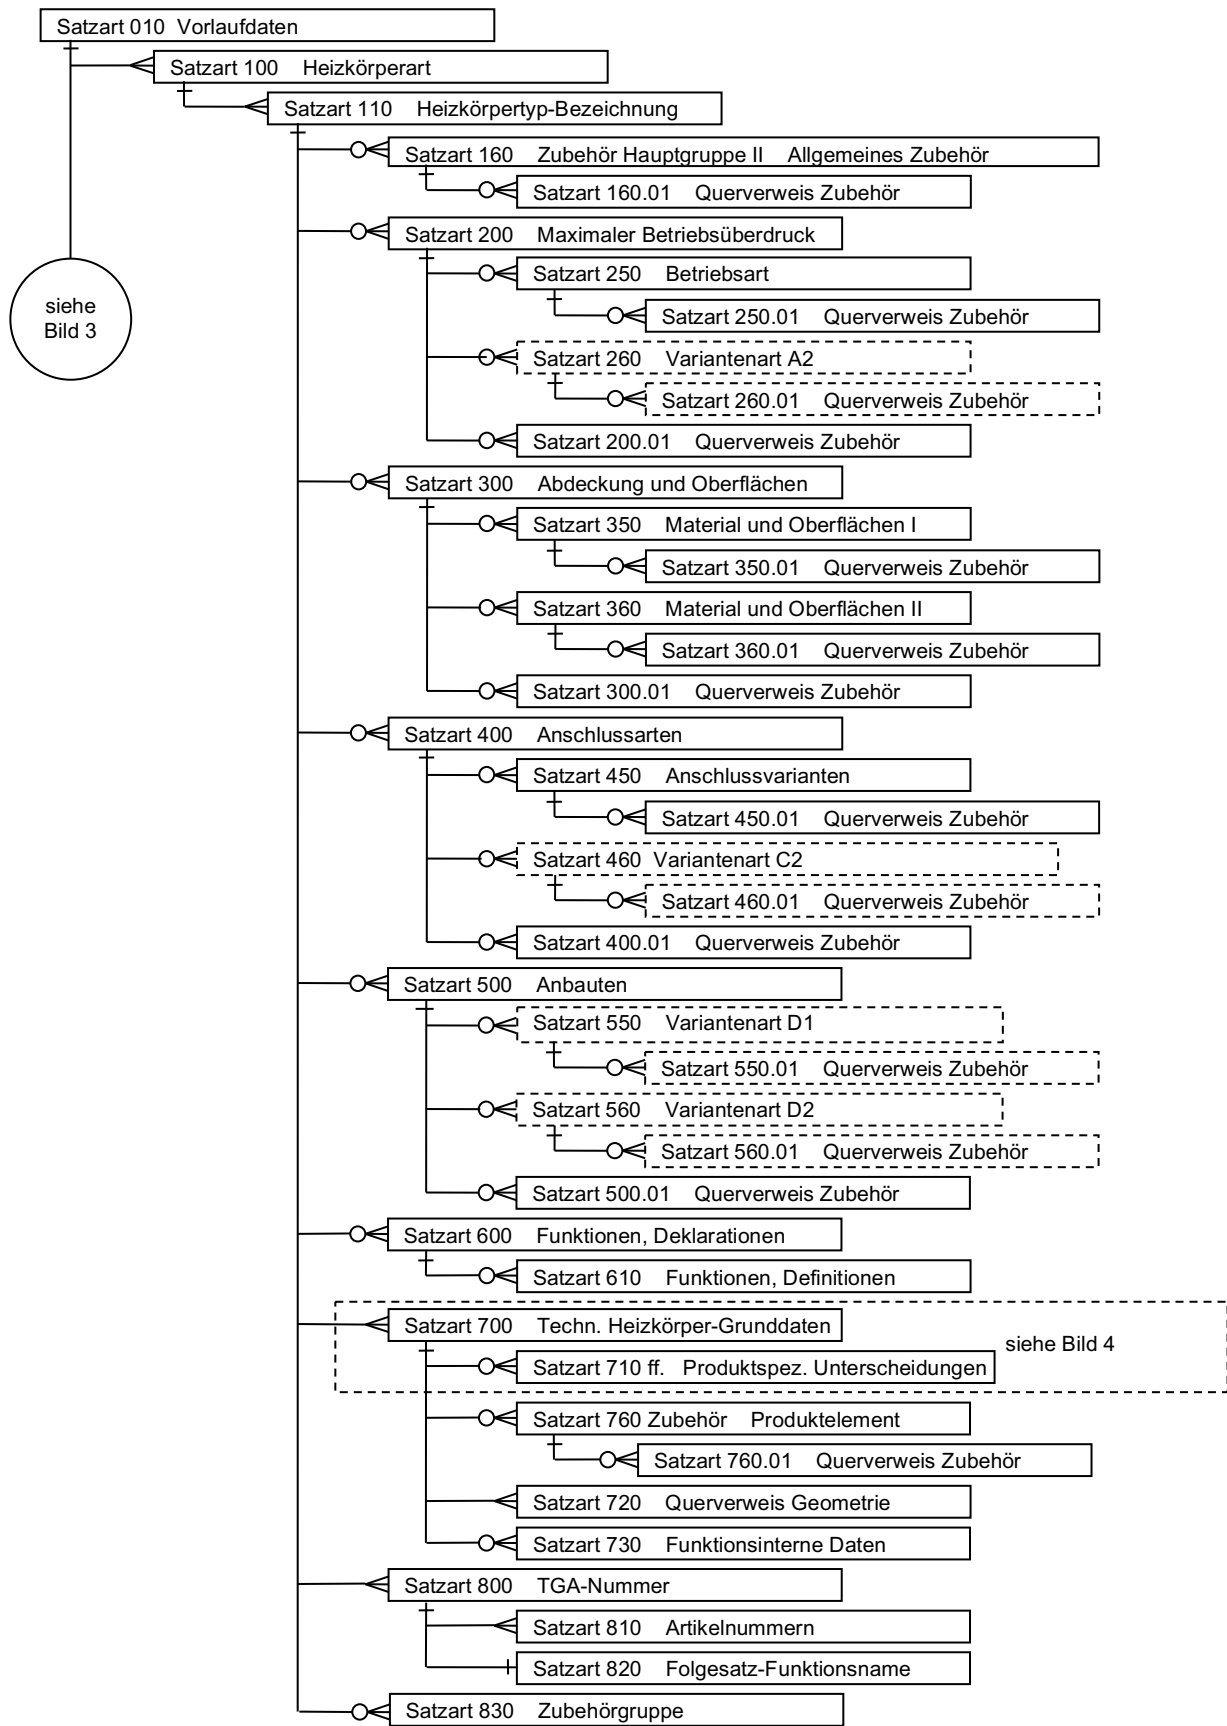 Satzart 010 Vorlaufdaten
Satzart 100 Heizkörperart
Satzart 110 Heizkörpertyp-Bezeichnung
Satzart 160 Zubehör Hauptgruppe II Allgemeines Zubehör
Satzart 160.01 Querverweis Zubehör
Satzart 200 Maximaler Betriebsüberdruck
Satzart 250 Betriebsart
siehe
Bild 3
Satzart 250.01 Querverweis Zubehör
Satzart 260 Variantenart A2
Satzart 260.01 Querverweis Zubehör
Satzart 200.01 Querverweis Zubehör
Satzart 300 Abdeckung und Oberflächen
Satzart 350 Material und Oberflächen I
Satzart 350.01 Querverweis Zubehör
Satzart 360 Material und Oberflächen II
Satzart 360.01 Querverweis Zubehör
Satzart 300.01 Querverweis Zubehör
Satzart 400 Anschlussarten
Satzart 450 Anschlussvarianten
Satzart 450.01 Querverweis Zubehör
Satzart 460 Variantenart C2
Satzart 460.01 Querverweis Zubehör
Satzart 400.01 Querverweis Zubehör
Satzart 500 Anbauten
Satzart 550 Variantenart D1
Satzart 550.01 Querverweis Zubehör
Satzart 560 Variantenart D2
Satzart 560.01 Querverweis Zubehör
Satzart 500.01 Querverweis Zubehör
Satzart 600 Funktionen, Deklarationen
Satzart 610 Funktionen, Definitionen
Satzart 700 Techn. Heizkörper-Grunddaten
siehe Bild 4
Satzart 710 ff. Produktspez. Unterscheidungen
Satzart 760 Zubehör Produktelement
Satzart 760.01 Querverweis Zubehör
Satzart 720 Querverweis Geometrie
Satzart 730 Funktionsinterne Daten
Satzart 800 TGA-Nummer
Satzart 810 Artikelnummern
Satzart 820 Folgesatz-Funktionsname
Satzart 830 Zubehörgruppe